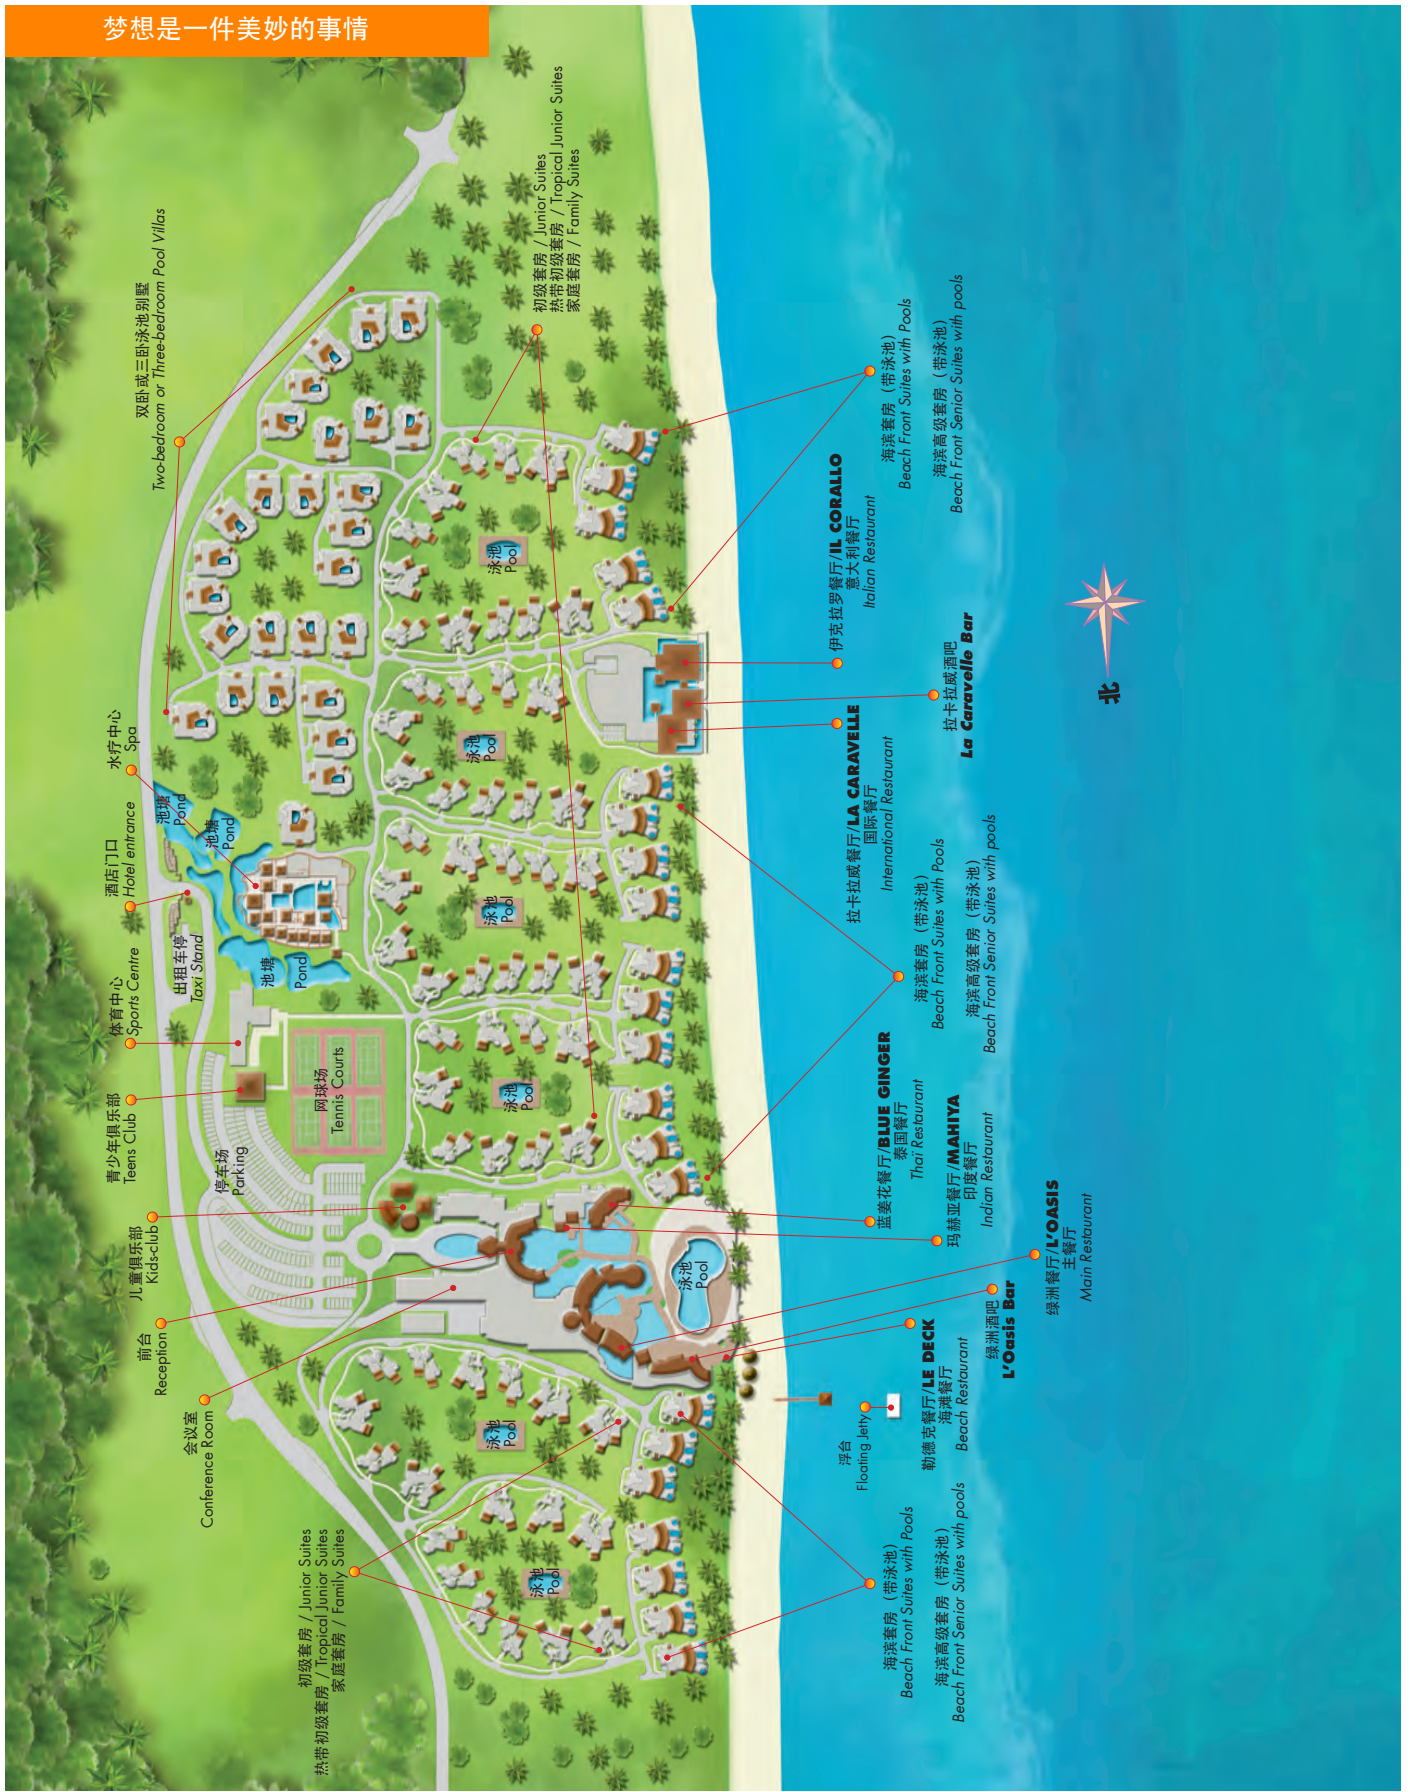 梦想是一件美妙的事情
初级套房 / Junior Suites
热带初级套房 / Tropical Junior Suites
家庭套房 / Family Suites
会议室
Conference Room
前台
Reception
儿童俱乐部
Kids-club
青少年俱乐部
Teens Club
体育中心
Sports Centre
酒店门口
Hotel entrance
水疗中心
Spa
双卧或三卧泳池别墅
Two-bedroom or Three-bedroom Pool Villas
停车场
Parking
出租车停
Taxi Stand
池塘
Pond
池塘
Pond
池塘
Pond
网球场
Tennis Courts
初级套房 / Junior Suites
热带初级套房 / Tropical Junior Suites
家庭套房 / Family Suites
泳池
Pool
泳池
Pool
泳池
Pool
泳池
Pool
泳池
Pool
泳池
Pool
泳池
Pool
海滨套房（带泳池）
Beach Front Suites with Pools
海滨高级套房（带泳池）
Beach Front Senior Suites with pools
浮台
Floating Jetty
勒德克餐厅/LE DECK
海滩餐厅
Beach Restaurant
绿洲酒吧
L'Oasis Bar
绿洲餐厅/L'OASIS
主餐厅
Main Restaurant
蓝姜花餐厅/BLUE GINGER
泰国餐厅
Thaï Restaurant
玛赫亚餐厅/MAHIYA
印度餐厅
Indian Restaurant
海滨套房（带泳池）
Beach Front Suites with Pools
海滨高级套房（带泳池）
Beach Front Senior Suites with pools
拉卡拉威餐厅/LA CARAVELLE
国际餐厅
International Restaurant
拉卡拉威酒吧
La Caravelle Bar
伊克拉罗餐厅/IL CORALLO
意大利餐厅
Italian Restaurant
海滨套房（带泳池）
Beach Front Suites with Pools
海滨高级套房（带泳池）
Beach Front Senior Suites with pools
北